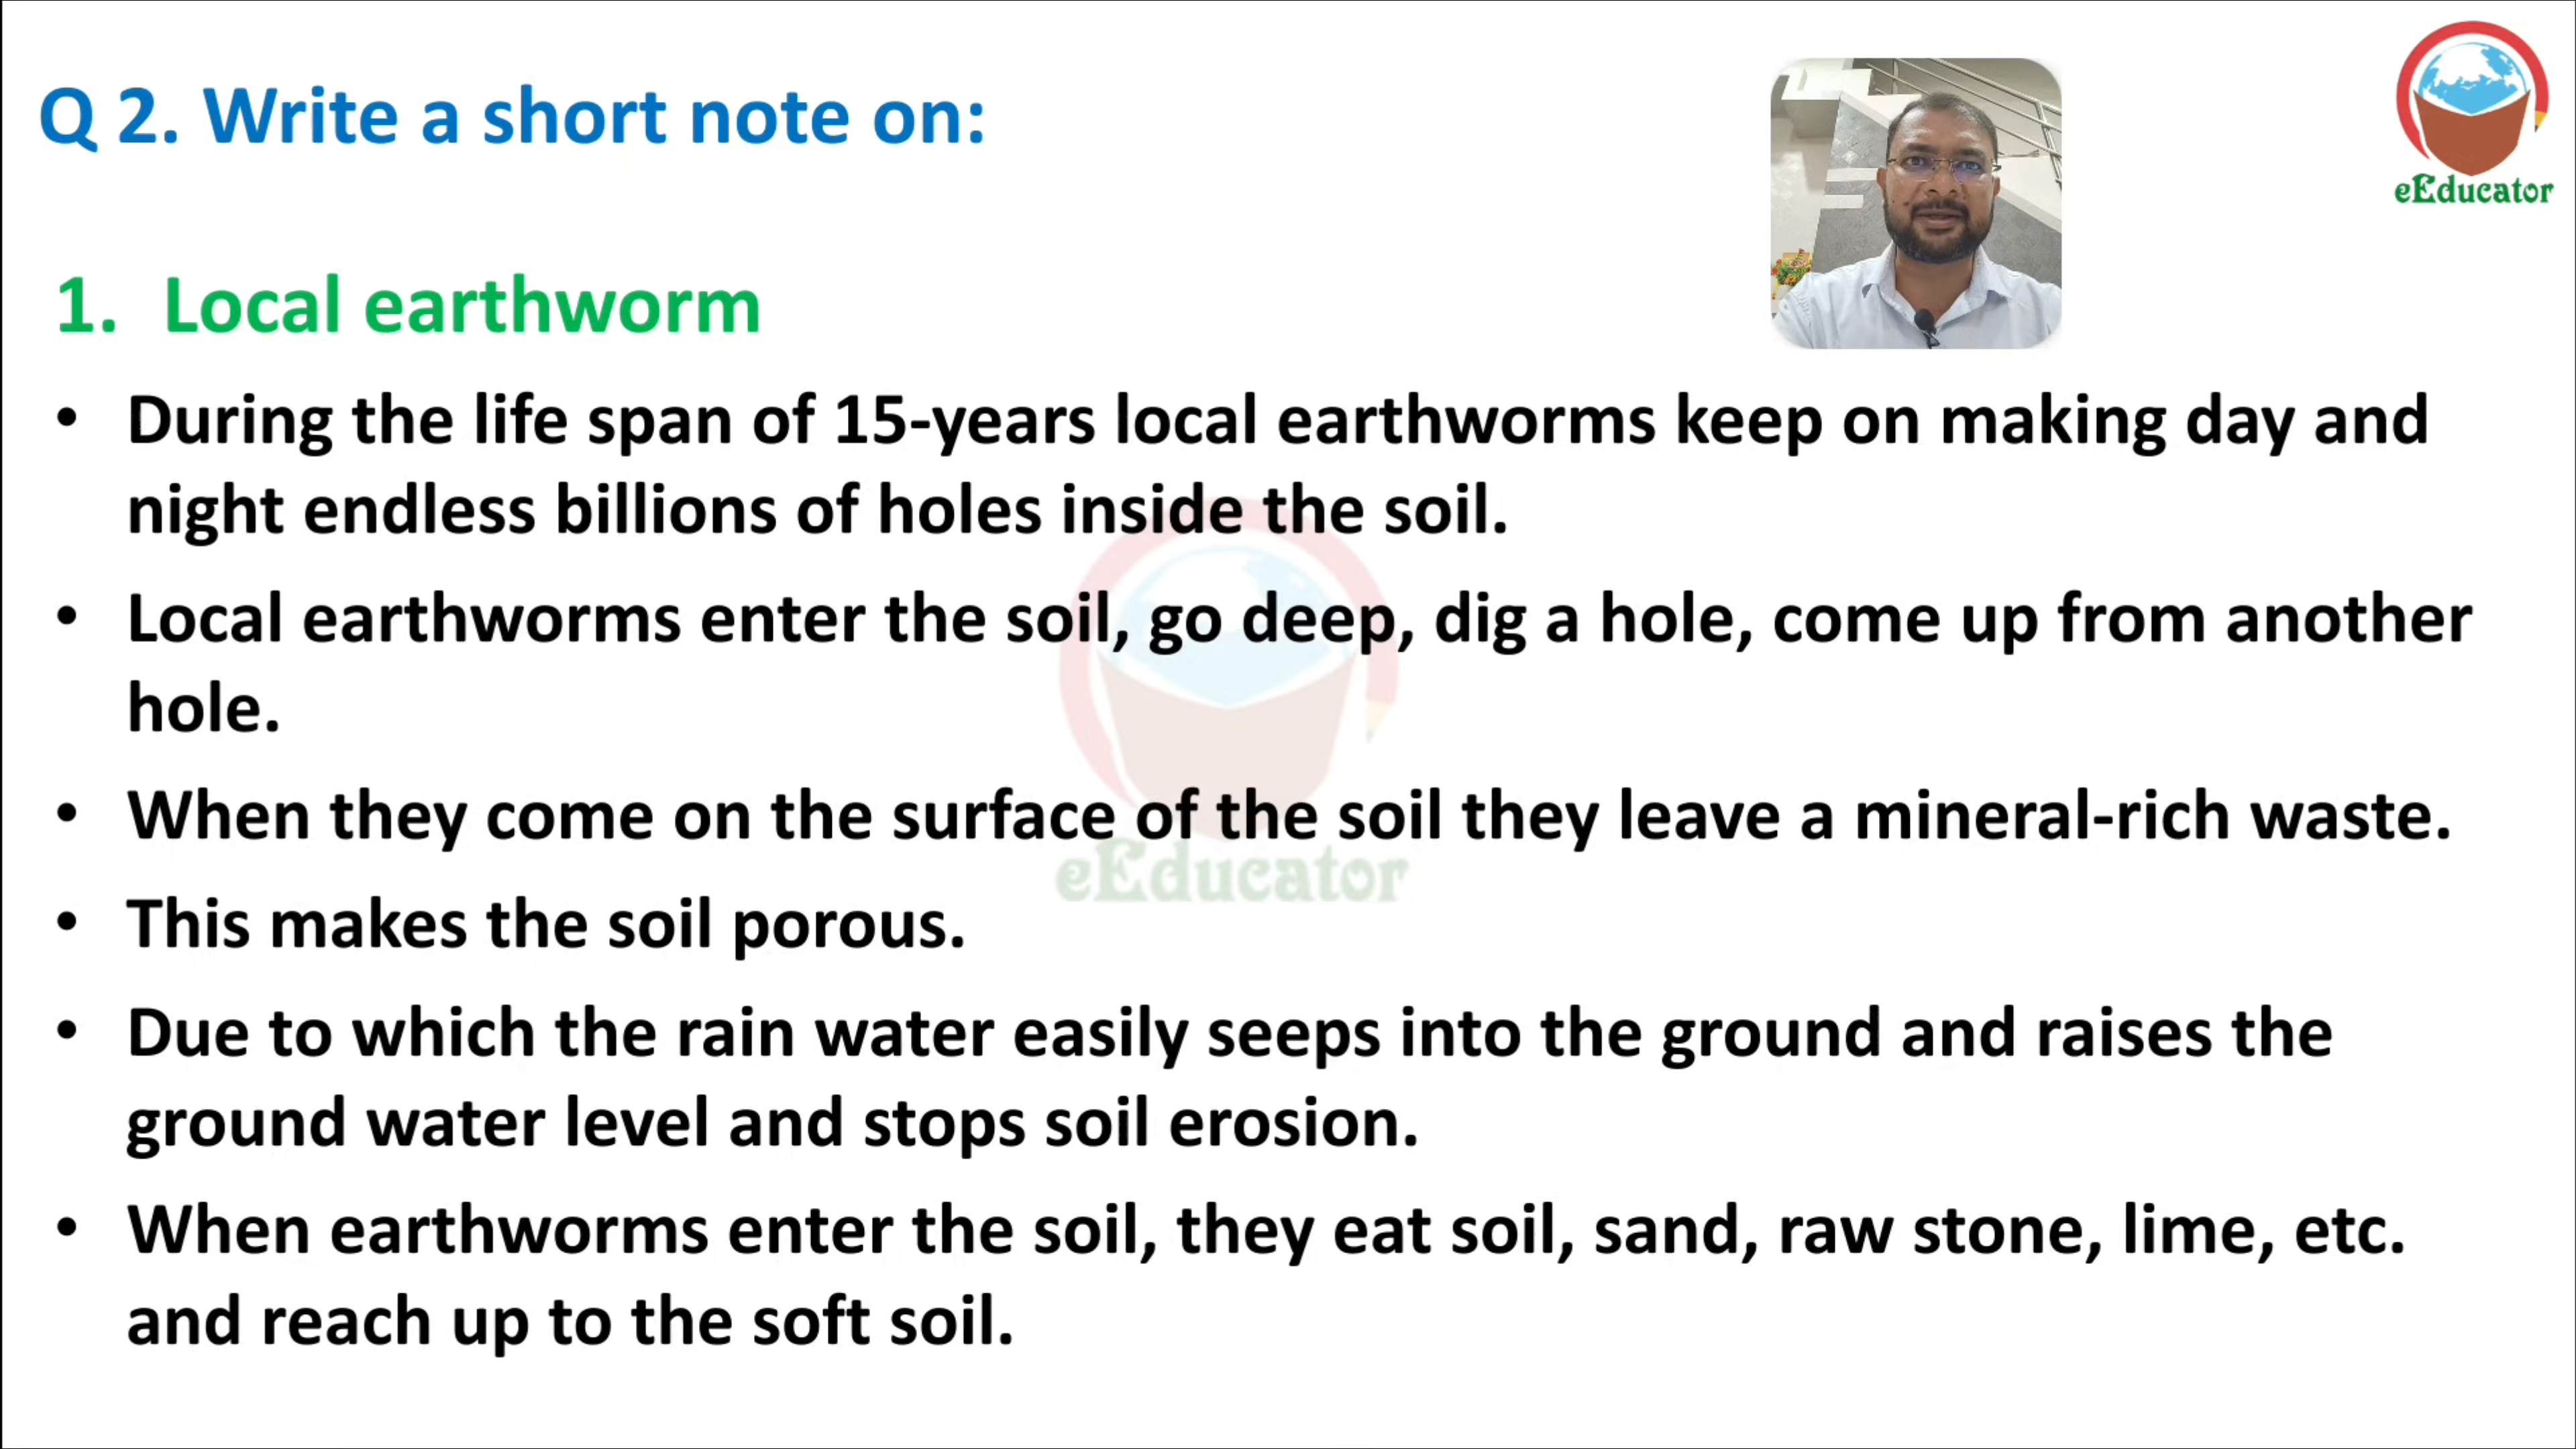 Q 2. Write a short note on:
eEducator
1. Local earthworm
• During the life span of 15-years local earthworms keep on making day and
night endless billions of holes inside the soil.
• Local earthworms enter the soil, go deep, dig a hole, come up from another
hole.
• When they come on the surface of the soil they leave a mineral-rich waste.
eEducator
• This makes the soil porous.
• Due to which the rain water easily seeps into the ground and raises the
ground water level and stops soil erosion.
• When earthworms enter the soil, they eat soil, sand, raw stone, lime, etc.
and reach up to the soft soil.